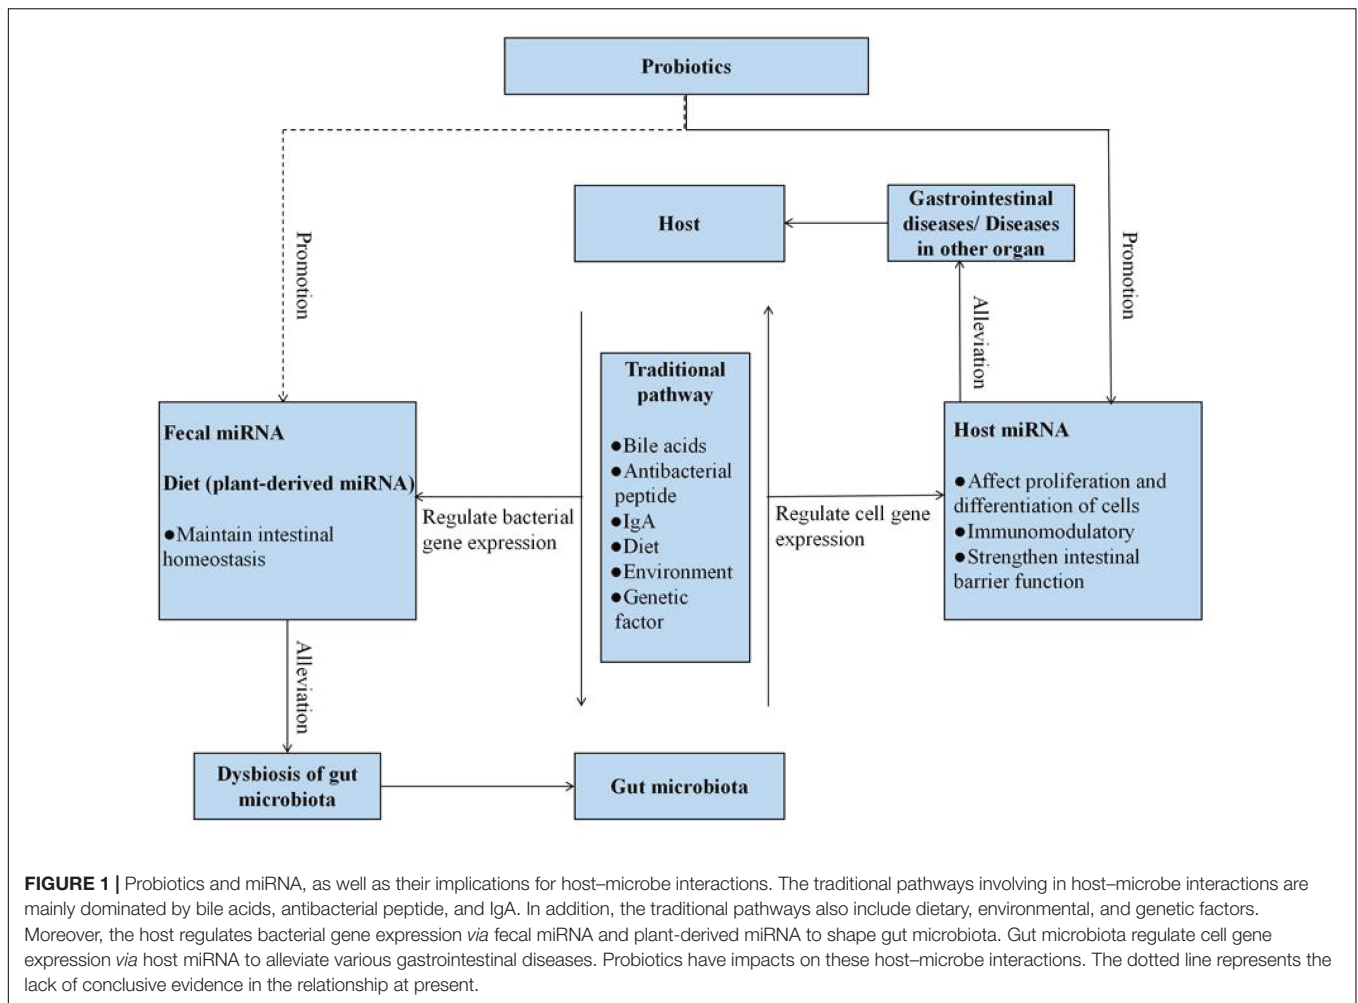 Probiotics
Host
Gastrointestinal
diseases/ Diseases
in other organ
Promotion
Promotion
Alleviation
Traditional
pathway
●Bile acids
●Antibacterial
peptide
●IgA
●Diet
●Environment
●Genetic
factor
Fecal miRNA
Diet (plant-derived miRNA)
●Maintain intestinal
homeostasis
Regulate bacterial
gene expression
Regulate cell gene
expression
Host miRNA
●Affect proliferation and
differentiation of cells
●Immunomodulatory
●Strengthen intestinal
barrier function
Alleviation
Dysbiosis of gut
microbiota
Gut microbiota
FIGURE 1 | Probiotics and miRNA, as well as their implications for host–microbe interactions. The traditional pathways involving in host–microbe interactions are
mainly dominated by bile acids, antibacterial peptide, and IgA. In addition, the traditional pathways also include dietary, environmental, and genetic factors.
Moreover, the host regulates bacterial gene expression via fecal miRNA and plant-derived miRNA to shape gut microbiota. Gut microbiota regulate cell gene
expression via host miRNA to alleviate various gastrointestinal diseases. Probiotics have impacts on these host–microbe interactions. The dotted line represents the
lack of conclusive evidence in the relationship at present.